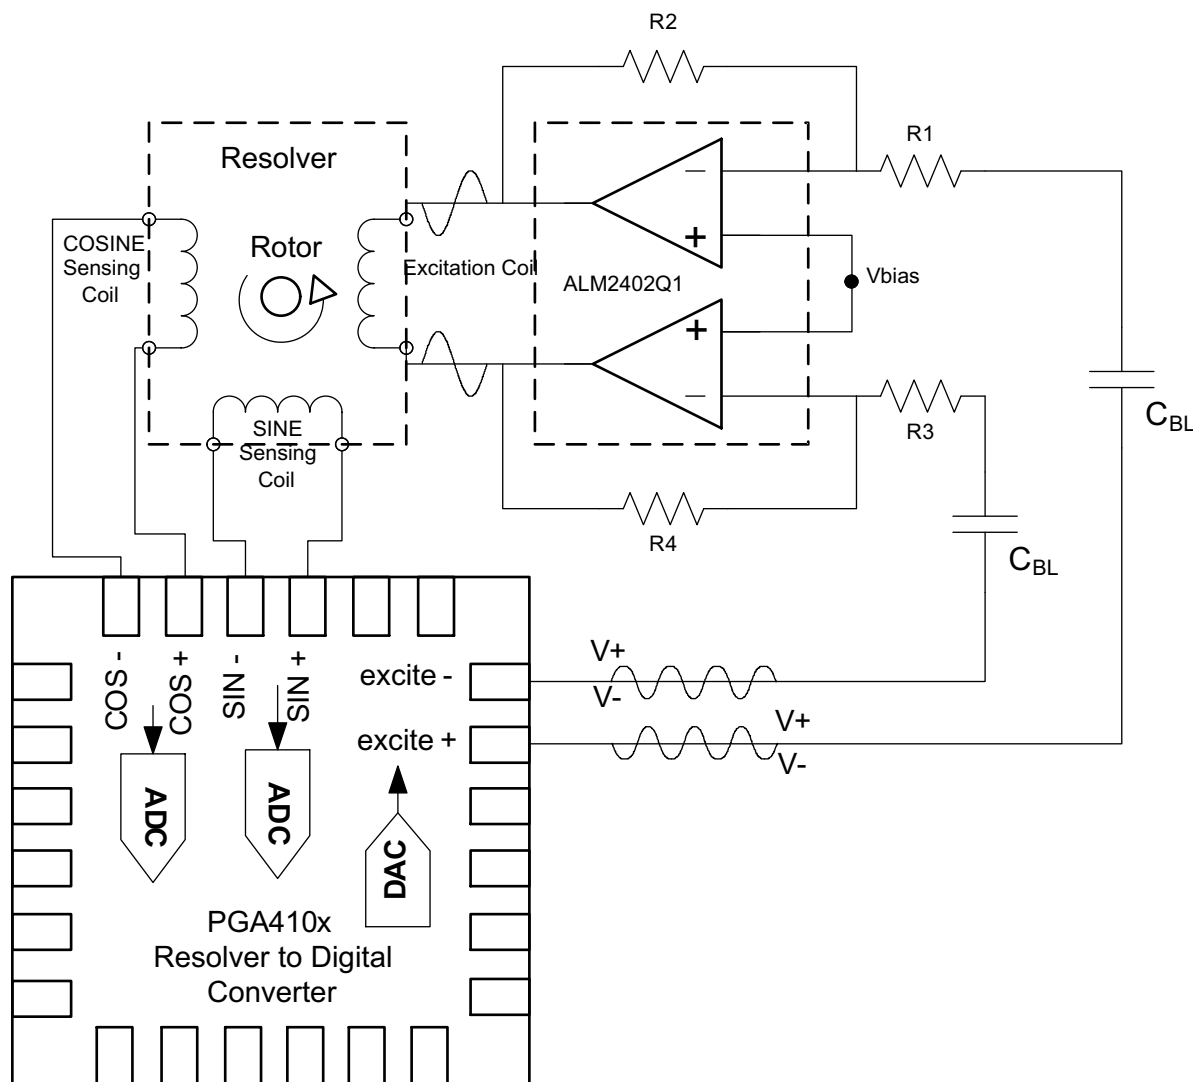 R2
R1
Resolver
COSINE
Sensing
Coil
Rotor
Excitation Coil
−
+
ALM2402Q1
Vbias
+
−
R3
CBL
SINE
Sensing
Coil
R4
CBL
COS -
COS +
SIN -
SIN +
excite -
V+
V-
excite +
V+
V-
ADC
ADC
DAC
PGA410x
Resolver to Digital
Converter